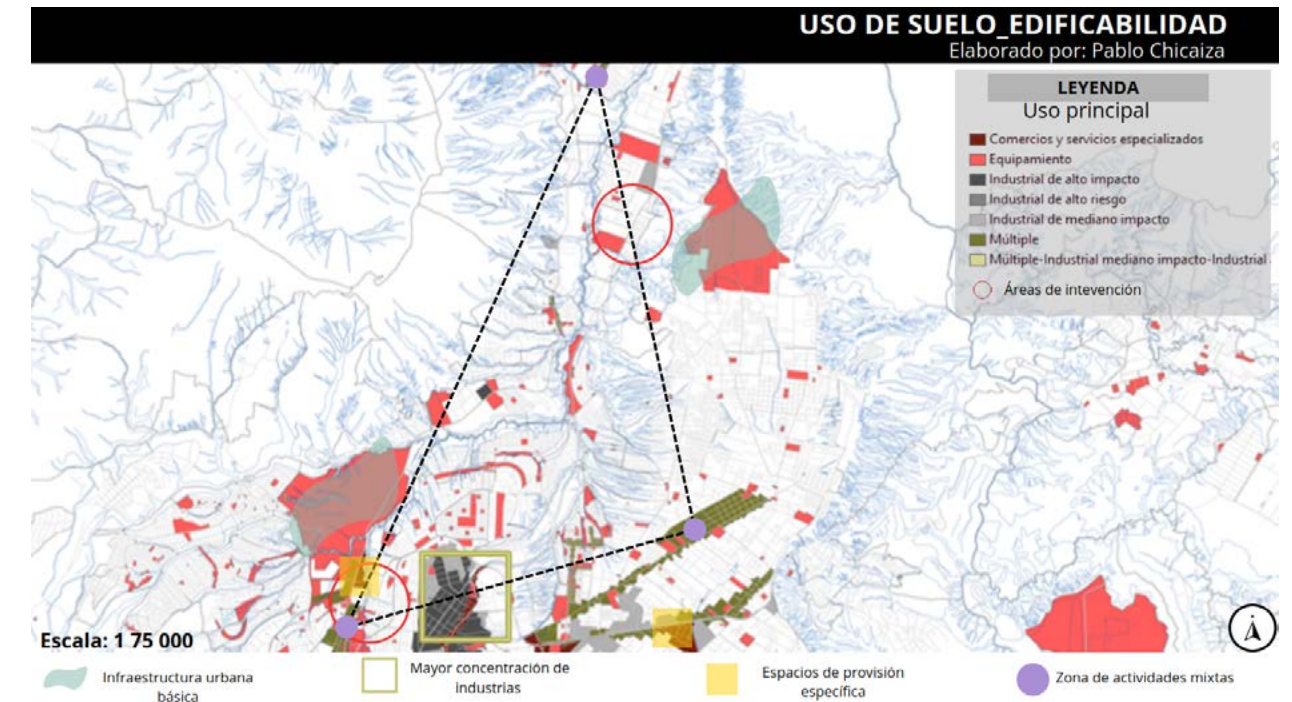 USO DE SUELO_EDIFICABILIDAD
Elaborado por: Pablo Chicaiza
LEYENDA
Uso principal
Comercios y servicios especializados
Equipamiento
Industrial de alto impacto
Industrial de alto riesgo
Industrial de mediano impacto
Múltiple
Múltiple-Industrial mediano impacto-Industrial
Áreas de intevención
Escala: 1 75 000
Infraestructura urbana
básica
Mayor concentración de
industrias
Espacios de provisión
específica
Zona de actividades mixtas